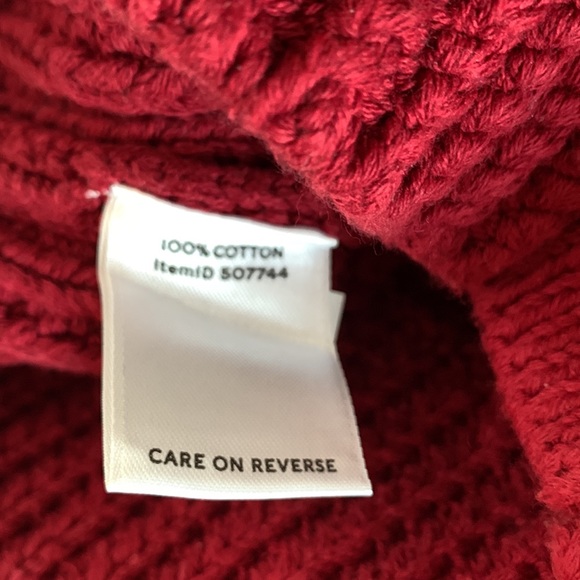 100% COTTON
ItemID 507744
CARE ON REVERSE